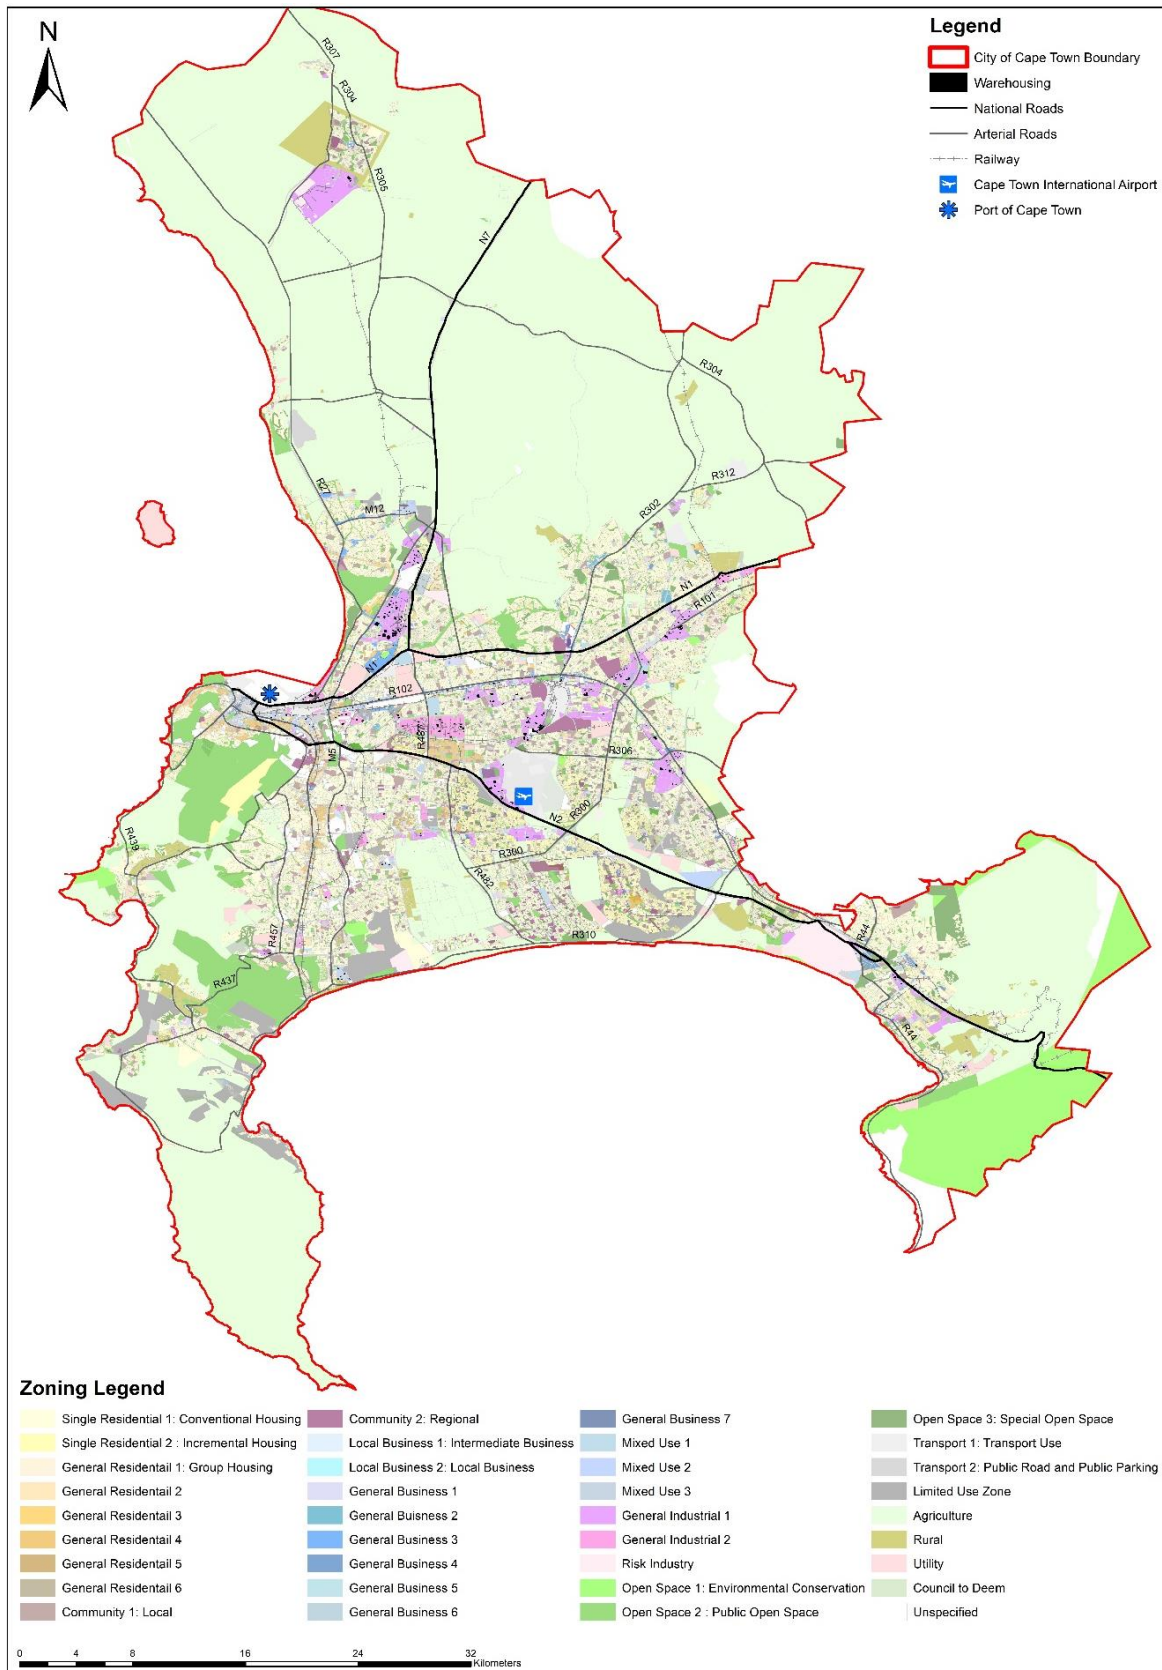 N
Legend
City of Cape Town Boundary
Warehousing
National Roads
Arterial Roads
Railway
Cape Town International Airport
Port of Cape Town
R307
R304
R305
N7
R304
R312
R302
R27
M12
N1
R101
N1
R102
R487
M5
R306
R300
N2
R300
R482
R439
R457
R310
R437
R44
R44
Zoning Legend
Single Residential 1: Conventional Housing
Single Residential 2 : Incremental Housing
General Residentail 1: Group Housing
General Residentail 2
General Residentail 3
General Residentail 4
General Residentail 5
General Residentail 6
Community 1: Local
Community 2: Regional
Local Business 1: Intermediate Business
Local Business 2: Local Business
General Business 1
General Buisness 2
General Business 3
General Business 4
General Business 5
General Business 6
General Business 7
Mixed Use 1
Mixed Use 2
Mixed Use 3
General Industrial 1
General Industrial 2
Risk Industry
Open Space 1: Environmental Conservation
Open Space 2 : Public Open Space
Open Space 3: Special Open Space
Transport 1: Transport Use
Transport 2: Public Road and Public Parking
Limited Use Zone
Agriculture
Rural
Utility
Council to Deem
Unspecified
0 4 8 16 24 32
Kilometers